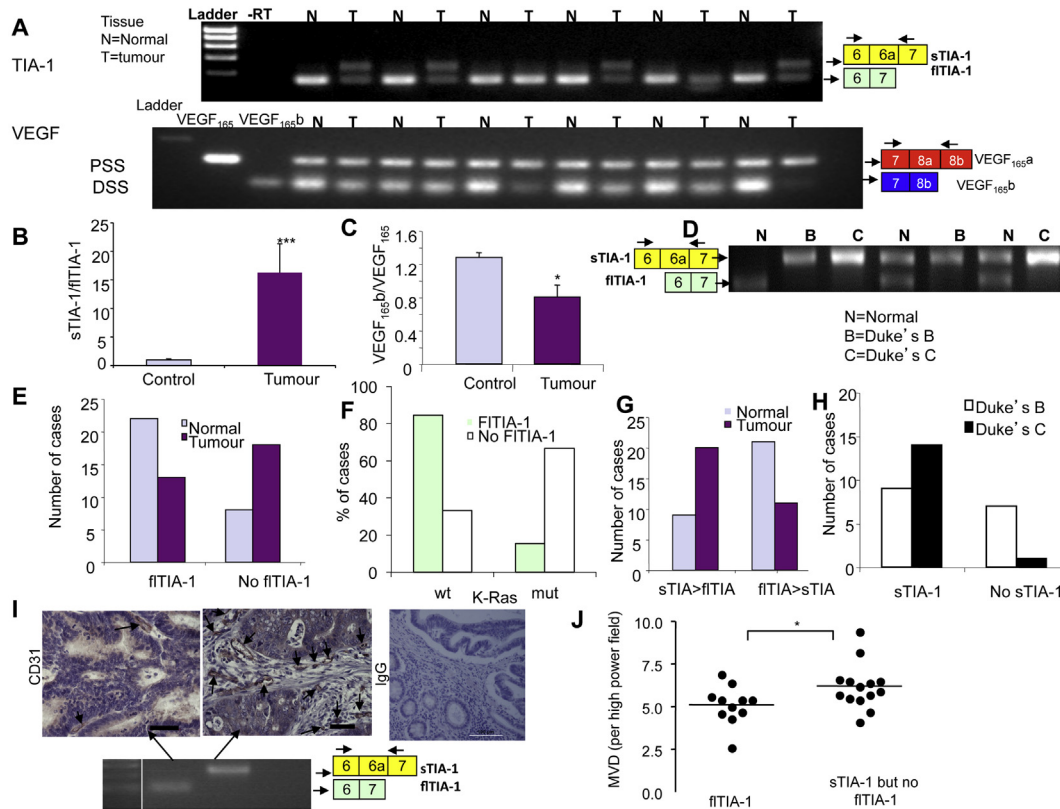 A
Tissue
N=Normal
T=tumour
Ladder -RT N T N T N N N T N T N T
TIA-1
6 6a 7
sTIA-1
flTIA-1
6 7
Ladder
VEGF165 VEGF165b N T N T N T N T N T N T
VEGF
PSS
DSS
7 8a 8b VEGF165a
7 8b VEGF165b
B
sTIA-1/flTIA-1
25
20
15
10
5
0
***
Control Tumour
C
VEGF165b/VEGF165
1.6
1.2
0.8
0.4
0
*
Control Tumour
D
N B C N B N C
sTIA-1 6 6a 7
flTIA-1 6 7
N=Normal
B=Duke's B
C=Duke's C
E
Number of cases
25
20
15
10
5
0
Normal
Tumour
flTIA-1 No flTIA-1
F
% of cases
100
80
60
40
20
0
FlTIA-1
No FlTIA-1
wt K-Ras mut
G
Number of cases
25
20
15
10
5
0
Normal
Tumour
sTIA>flTIA flTIA>sTIA
H
Number of cases
20
15
10
5
0
Duke's B
Duke's C
sTIA-1 No sTIA-1
I
CD31
IgG
6 6a 7
sTIA-1
flTIA-1
6 7
J
MVD (per high power field)
10.0
7.5
5.0
2.5
0.0
*
flTIA-1
sTIA-1 but no
flTIA-1